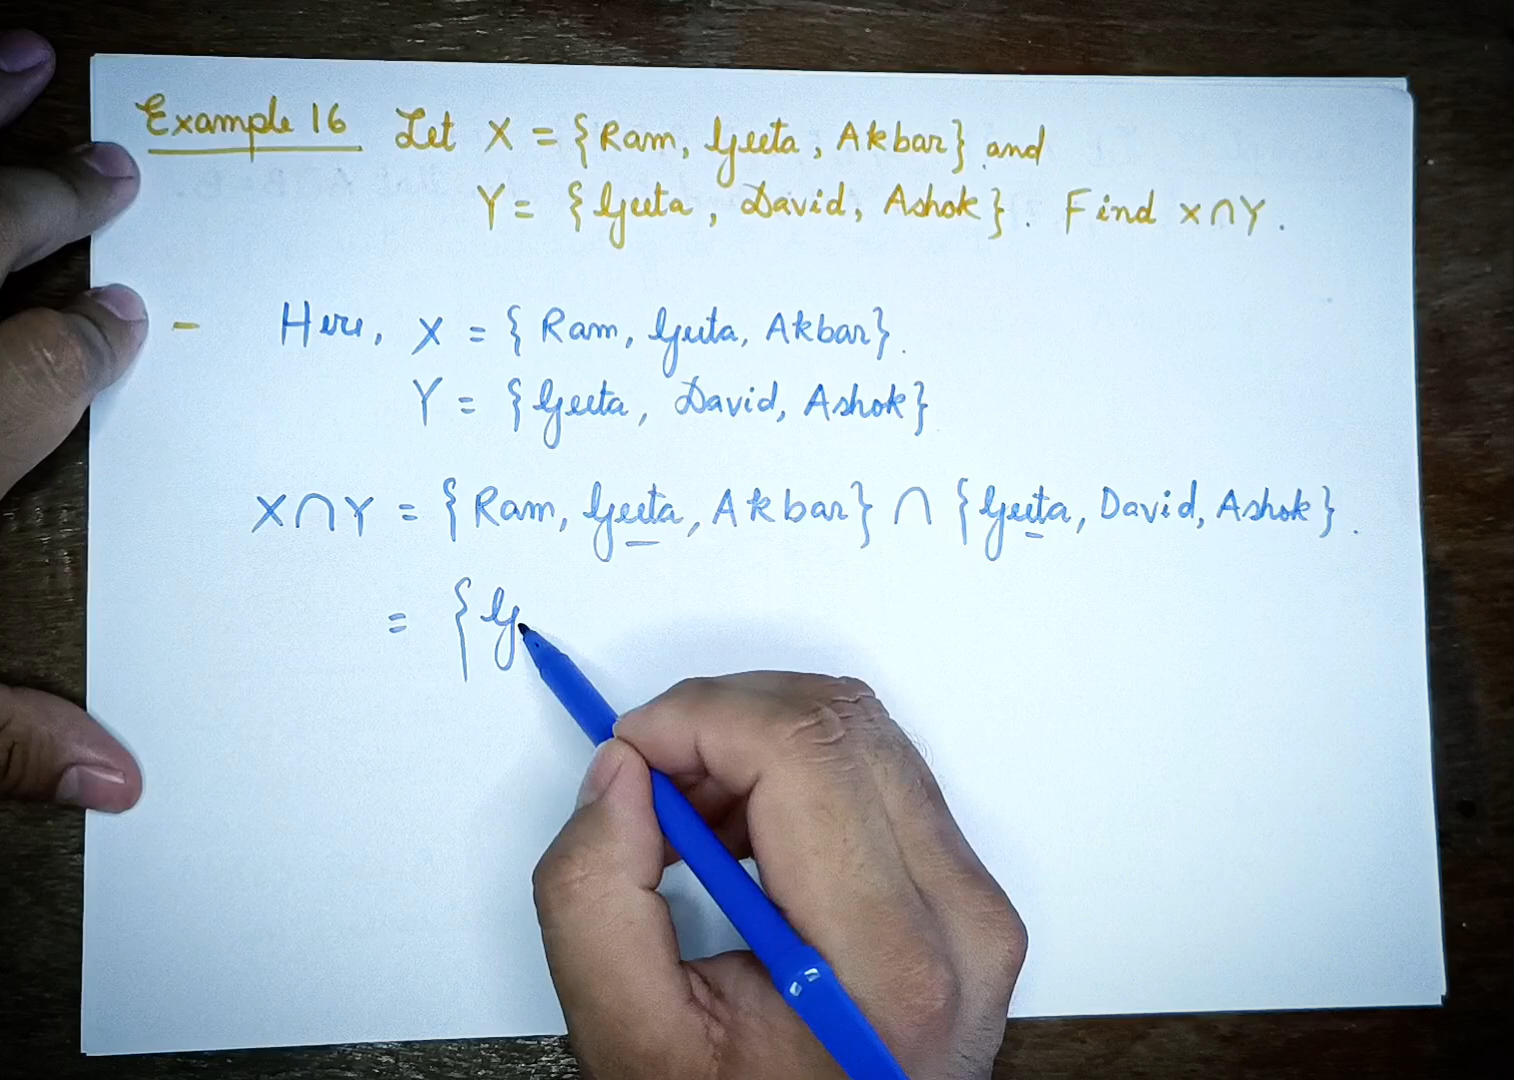 Example 16 Let X = {Ram, Geeta, Akbar} and
Y = {Geeta, David, Ashok}. Find X∩Y.
- Here, X = {Ram, Geeta, Akbar}.
Y = {Geeta, David, Ashok}
X∩Y = {Ram, Geeta, Akbar} ∩ {Geeta, David, Ashok}.
= {G